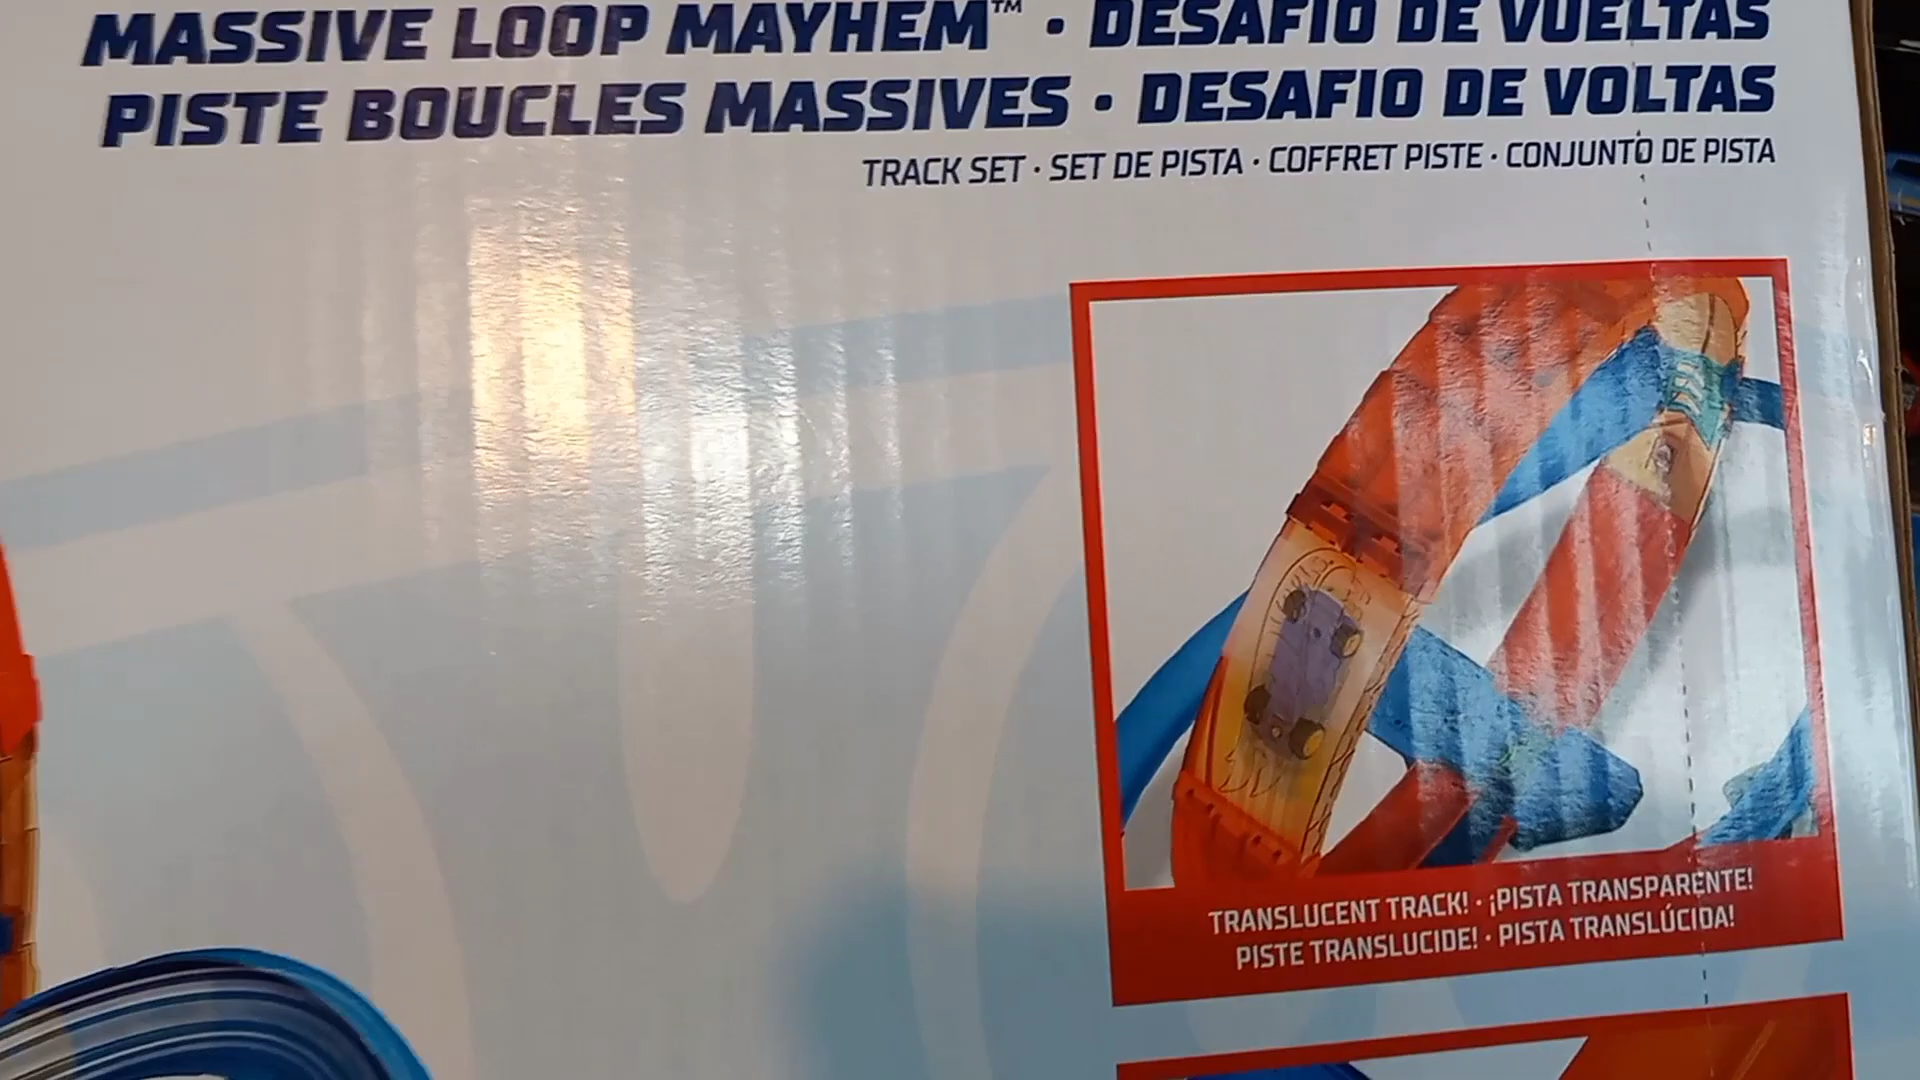 MASSIVE LOOP MAYHEM™ · DESAFIO DE VUELTAS
PISTE BOUCLES MASSIVES · DESAFIO DE VOLTAS
TRACK SET · SET DE PISTA · COFFRET PISTE · CONJUNTO DE PISTA
TRANSLUCENT TRACK! · ¡PISTA TRANSPARENTE!
PISTE TRANSLUCIDE! · PISTA TRANSLÚCIDA!